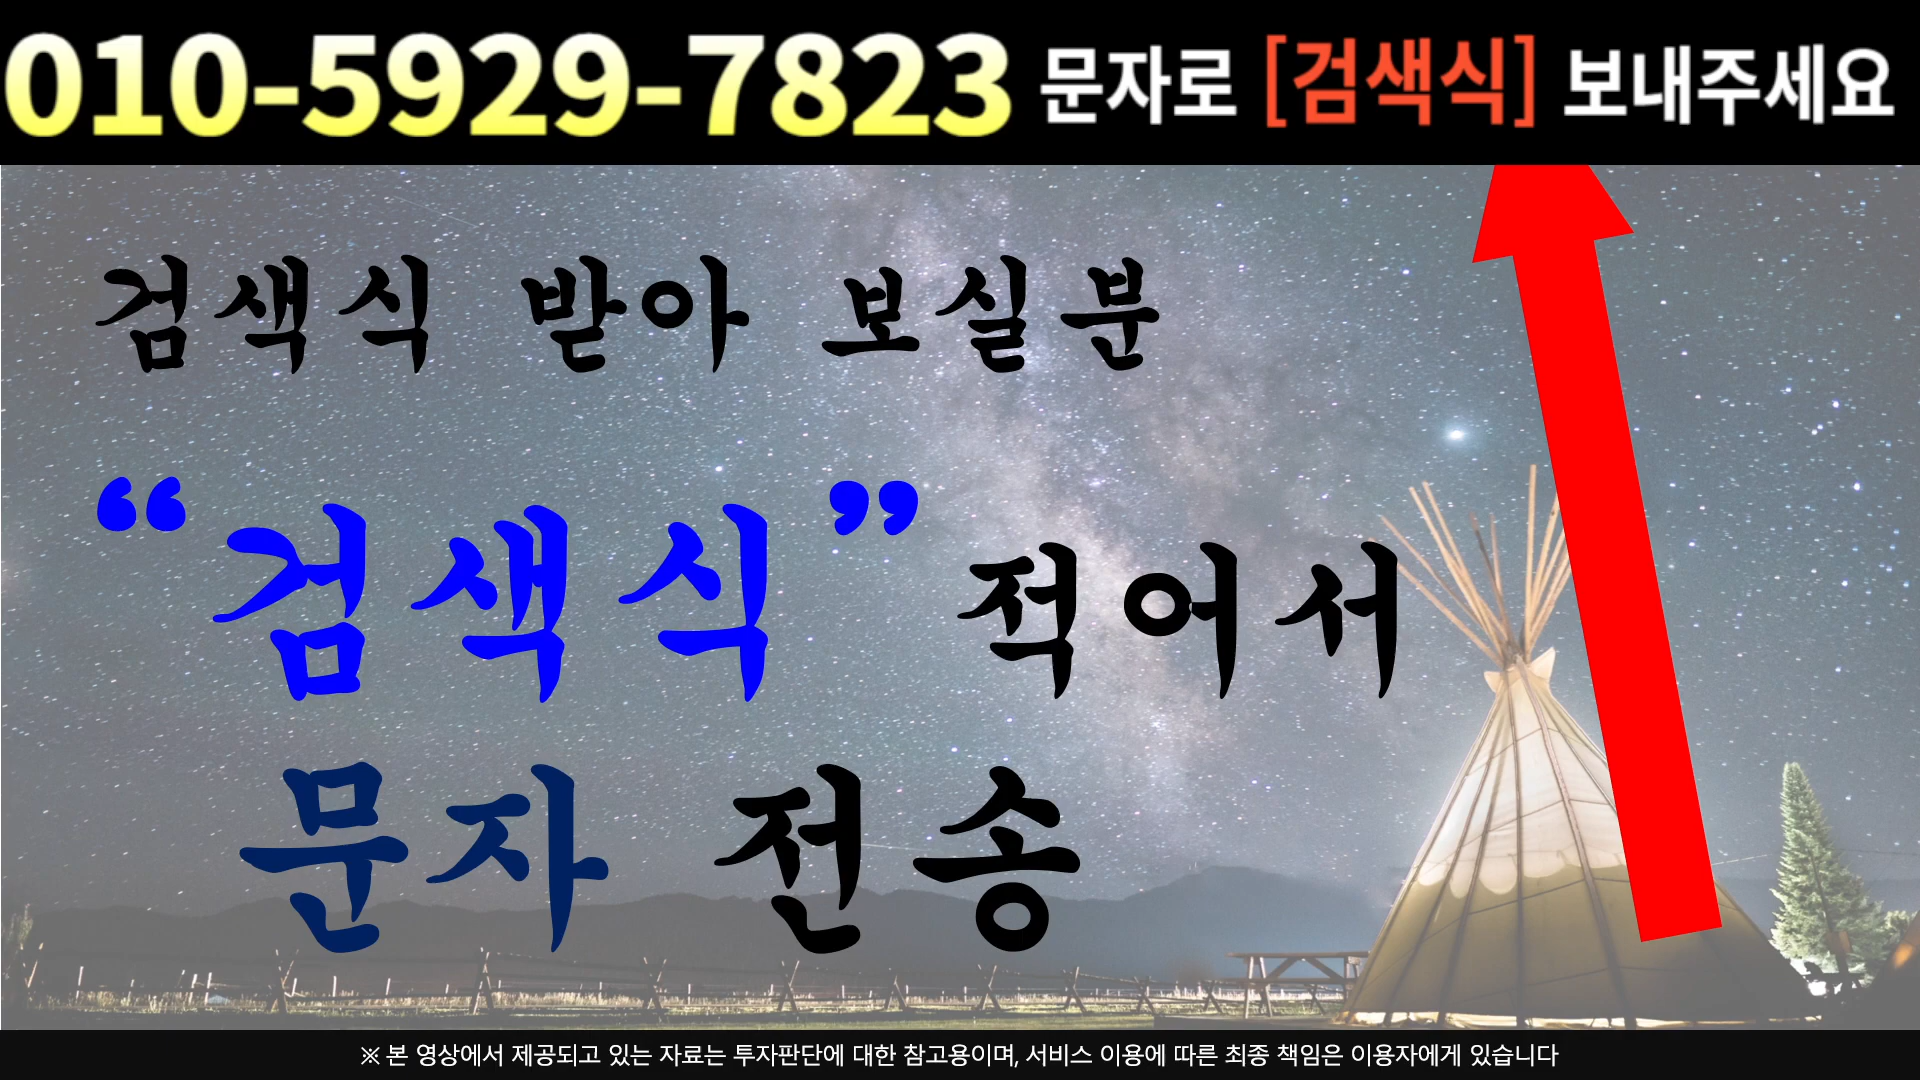 010-5929-7823 문자로 [검색식] 보내주세요
검색식 받아 보실분
“검색식” 적어서
문자 전송
※ 본 영상에서 제공되고 있는 자료는 투자판단에 대한 참고용이며, 서비스 이용에 따른 최종 책임은 이용자에게 있습니다